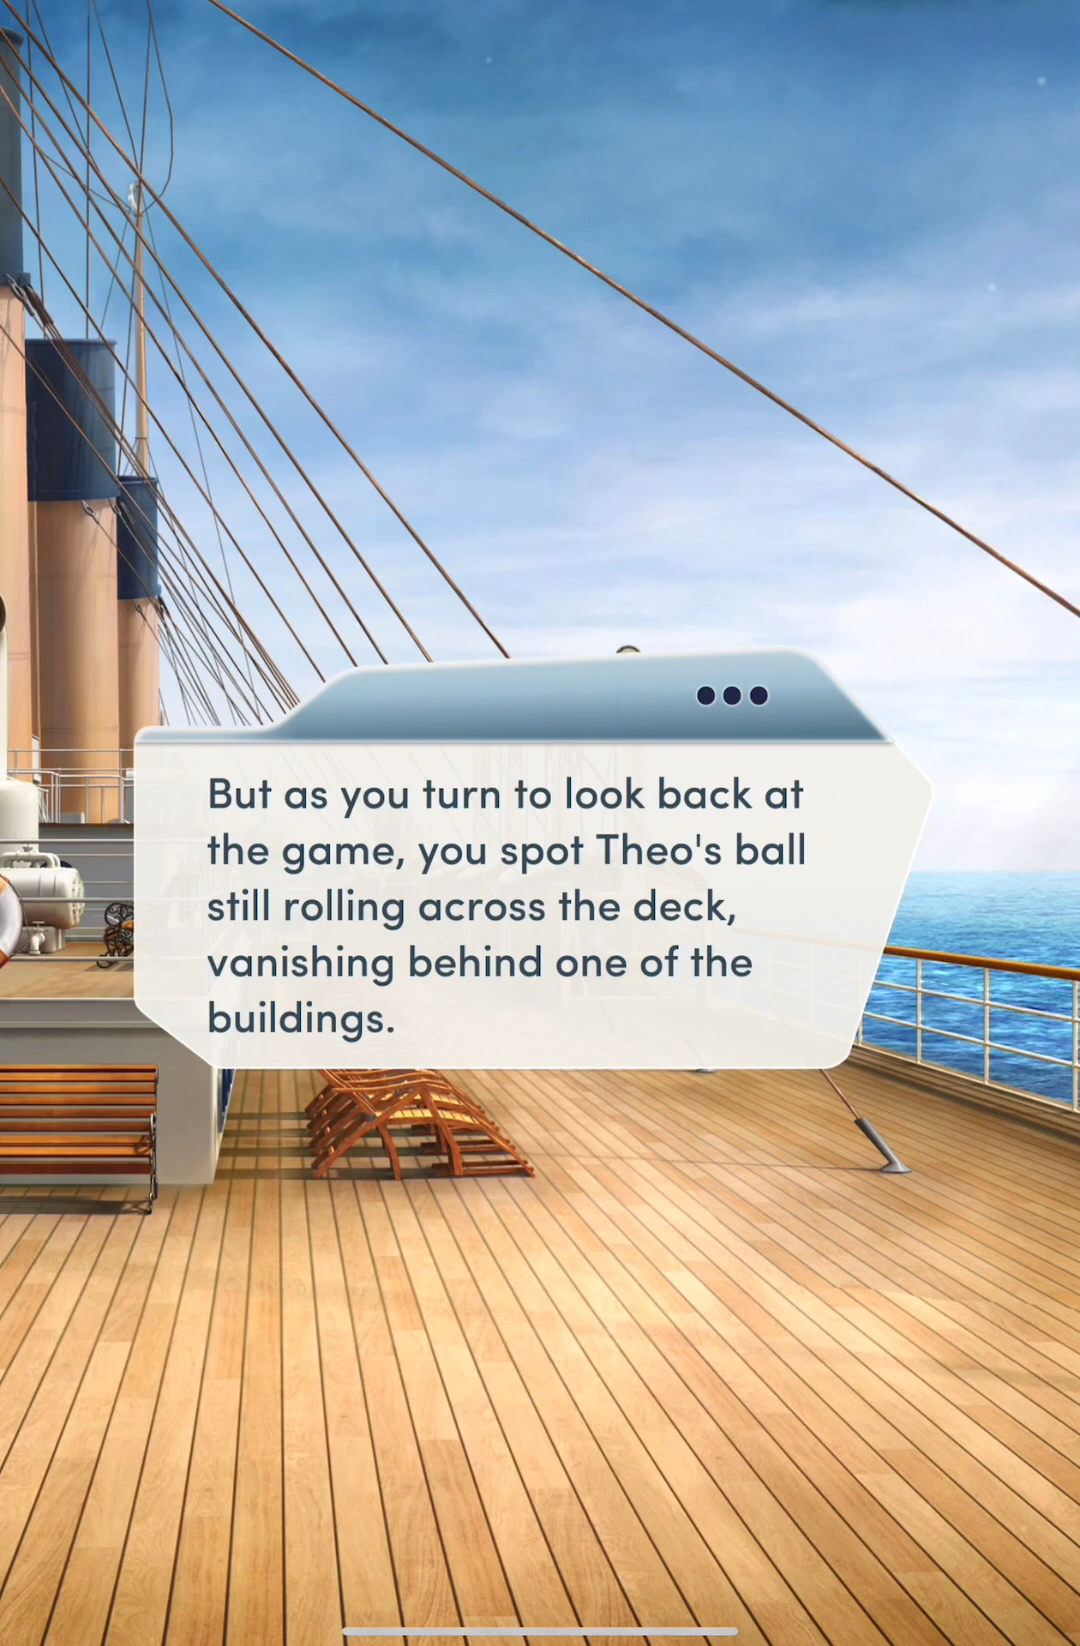 But as you turn to look back at
the game, you spot Theo's ball
still rolling across the deck,
vanishing behind one of the
buildings.